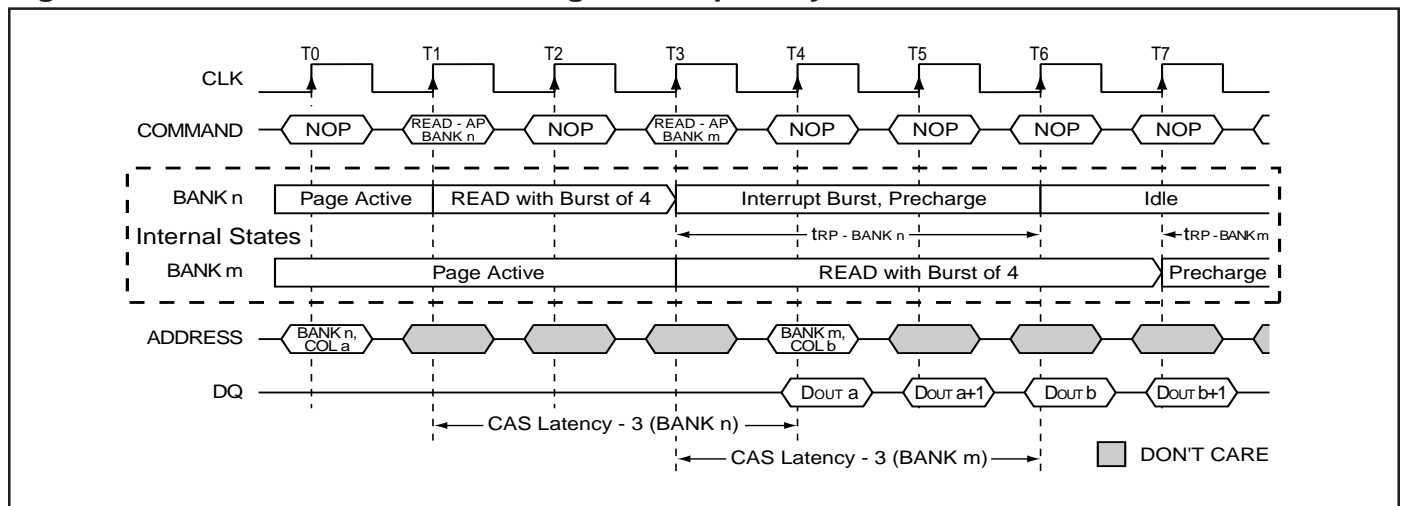 T0 T1 T2 T3 T4 T5 T6 T7
CLK
COMMAND NOP READ - AP BANK n NOP READ - AP BANK m NOP NOP NOP NOP
BANK n Page Active READ with Burst of 4 Interrupt Burst, Precharge Idle
Internal States tRP - BANK n tRP - BANK m
BANK m Page Active READ with Burst of 4 Precharge
ADDRESS BANK n, COL a BANK m, COL b
DQ DOUT a DOUT a+1 DOUT b DOUT b+1
CAS Latency - 3 (BANK n)
CAS Latency - 3 (BANK m) DON'T CARE